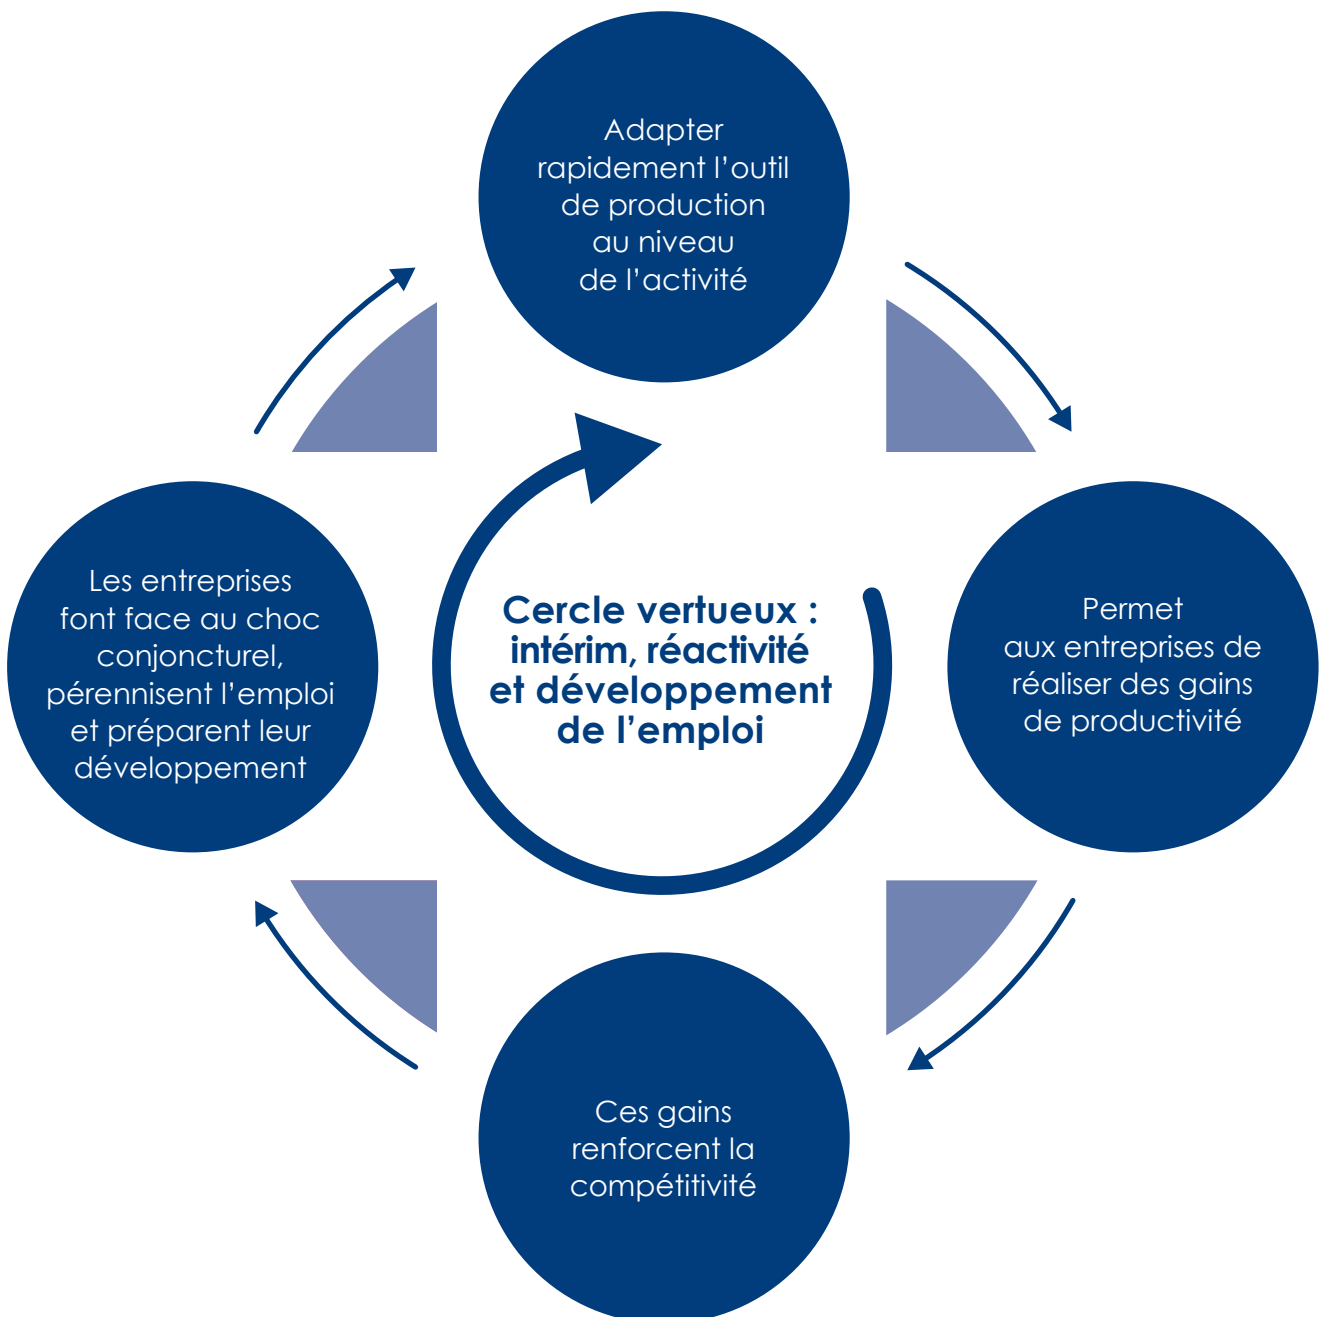 Adapter
rapidement l’outil
de production
au niveau
de l’activité
Les entreprises
font face au choc
conjoncturel,
pérennisent l’emploi
et préparent leur
développement
Cercle vertueux :
intérim, réactivité
et développement
de l’emploi
Permet
aux entreprises de
réaliser des gains
de productivité
Ces gains
renforcent la
compétitivité